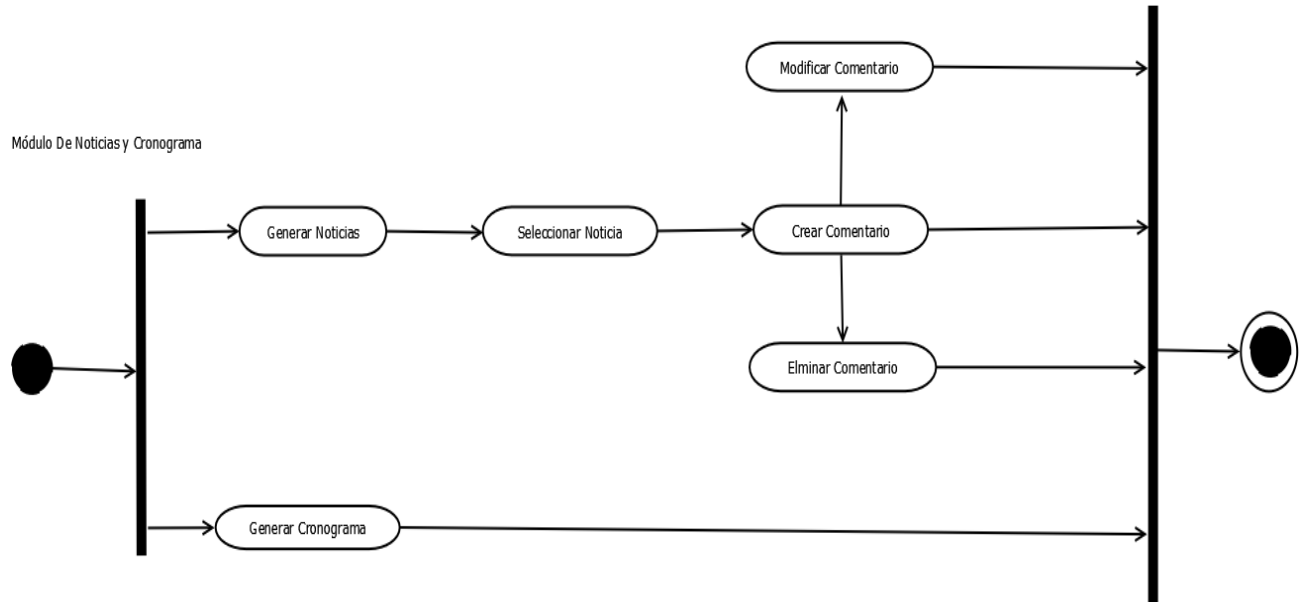 Modificar Comentario
Módulo De Noticias y Cronograma
Generar Noticias
Seleccionar Noticia
Crear Comentario
Elminar Comentario
Generar Cronograma